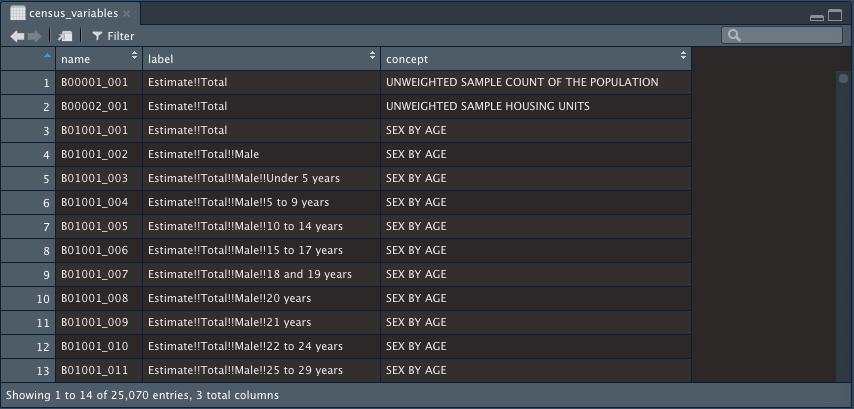 census_variables
Filter
name label concept
1 B00001_001 Estimate!!Total UNWEIGHTED SAMPLE COUNT OF THE POPULATION
2 B00002_001 Estimate!!Total UNWEIGHTED SAMPLE HOUSING UNITS
3 B01001_001 Estimate!!Total SEX BY AGE
4 B01001_002 Estimate!!Total!!Male SEX BY AGE
5 B01001_003 Estimate!!Total!!Male!!Under 5 years SEX BY AGE
6 B01001_004 Estimate!!Total!!Male!!5 to 9 years SEX BY AGE
7 B01001_005 Estimate!!Total!!Male!!10 to 14 years SEX BY AGE
8 B01001_006 Estimate!!Total!!Male!!15 to 17 years SEX BY AGE
9 B01001_007 Estimate!!Total!!Male!!18 and 19 years SEX BY AGE
10 B01001_008 Estimate!!Total!!Male!!20 years SEX BY AGE
11 B01001_009 Estimate!!Total!!Male!!21 years SEX BY AGE
12 B01001_010 Estimate!!Total!!Male!!22 to 24 years SEX BY AGE
13 B01001_011 Estimate!!Total!!Male!!25 to 29 years SEX BY AGE
Showing 1 to 14 of 25,070 entries, 3 total columns